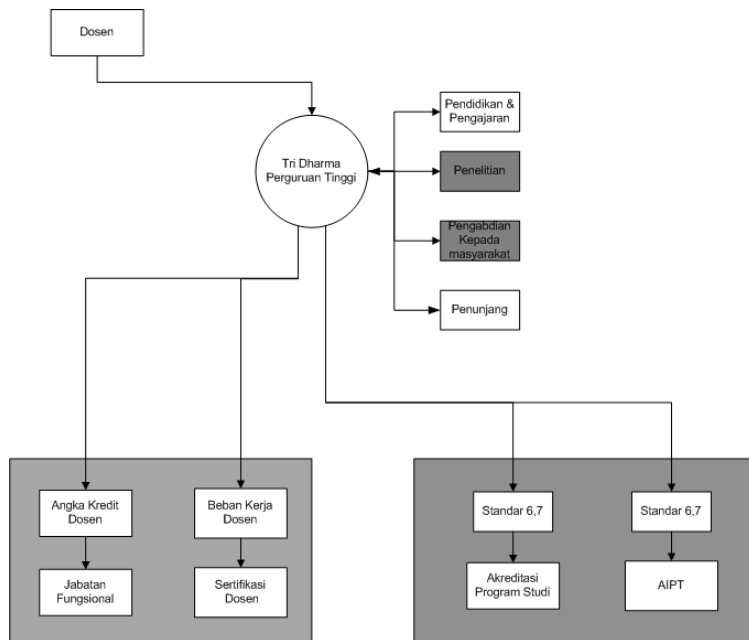 Dosen
Tri Dharma
Perguruan Tinggi
Pendidikan &
Pengajaran
Penelitian
Pengabdian
Kepada
masyarakat
Penunjang
Angka Kredit
Dosen
Beban Kerja
Dosen
Jabatan
Fungsional
Sertifikasi
Dosen
Standar 6,7
Standar 6,7
Akreditasi
Program Studi
AIPT